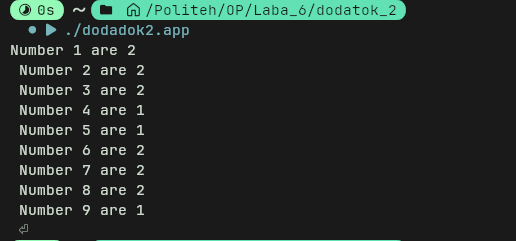 0s ~ /Politeh/OP/Laba_6/dodatok_2
./dodadok2.app
Number 1 are 2
Number 2 are 2
Number 3 are 2
Number 4 are 1
Number 5 are 1
Number 6 are 2
Number 7 are 2
Number 8 are 2
Number 9 are 1